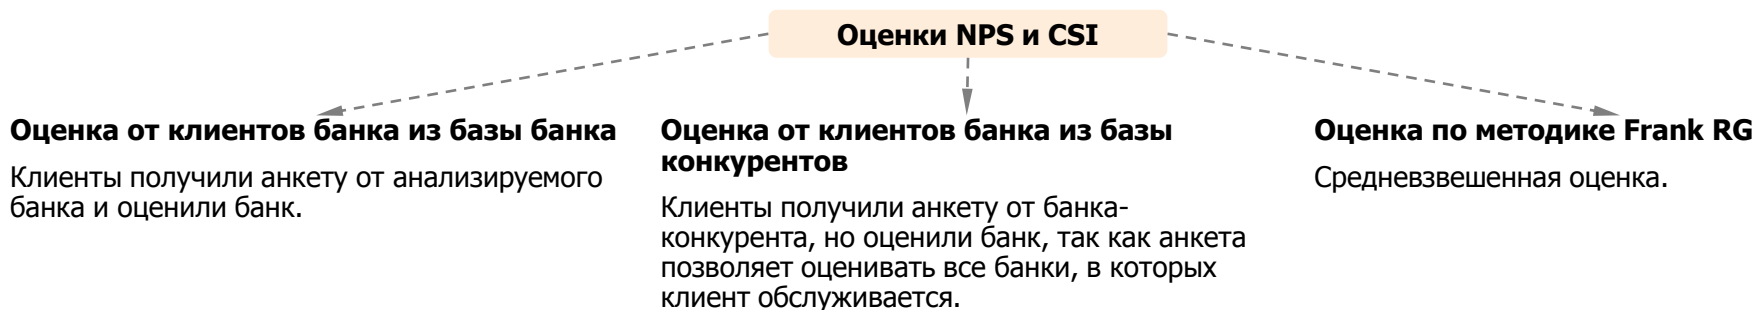 Оценки NPS и CSI
Оценка от клиентов банка из базы банка
Клиенты получили анкету от анализируемого
банка и оценили банк.
Оценка от клиентов банка из базы
конкурентов
Клиенты получили анкету от банка-
конкурента, но оценили банк, так как анкета
позволяет оценивать все банки, в которых
клиент обслуживается.
Оценка по методике Frank RG
Средневзвешенная оценка.